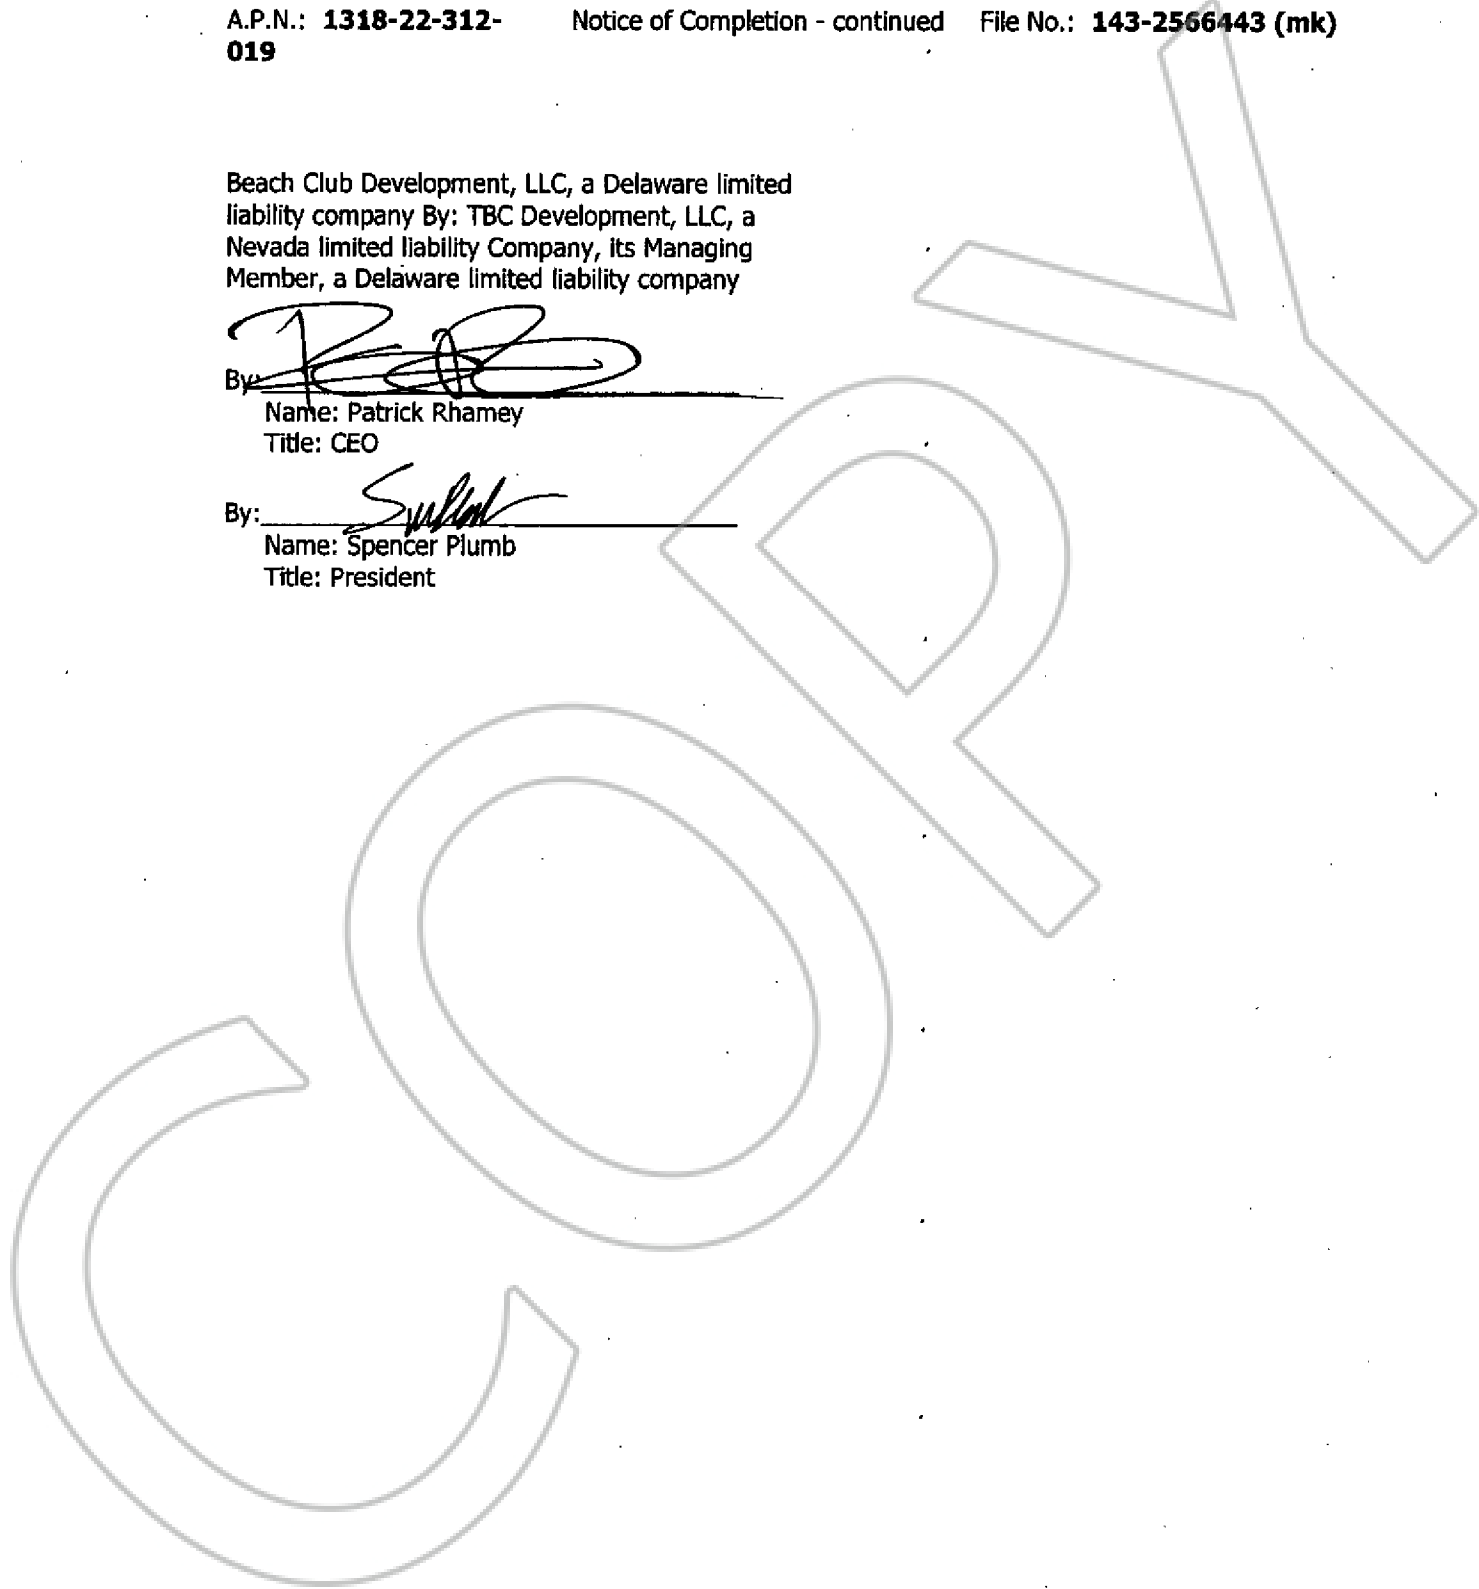 A.P.N.: 1318-22-312- Notice of Completion - continued File No.: 143-2566443 (mk)
019
Beach Club Development, LLC, a Delaware limited
liability company By: TBC Development, LLC, a
Nevada limited liability Company, its Managing
Member, a Delaware limited liability company
By:
Name: Patrick Rhamey
Title: CEO
By:
Name: Spencer Plumb
Title: President
COPY